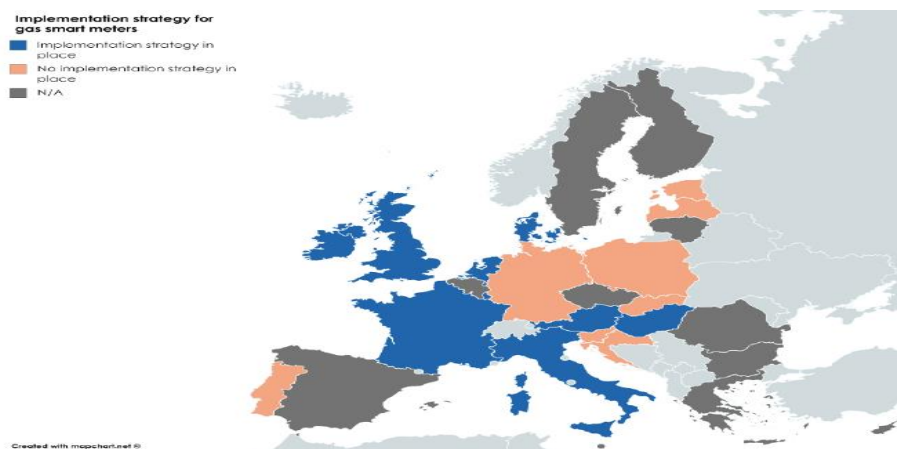 Implementation strategy for
gas smart meters
Implementation strategy in
place
No implementation strategy in
place
N/A
Created with mapchart.net ©